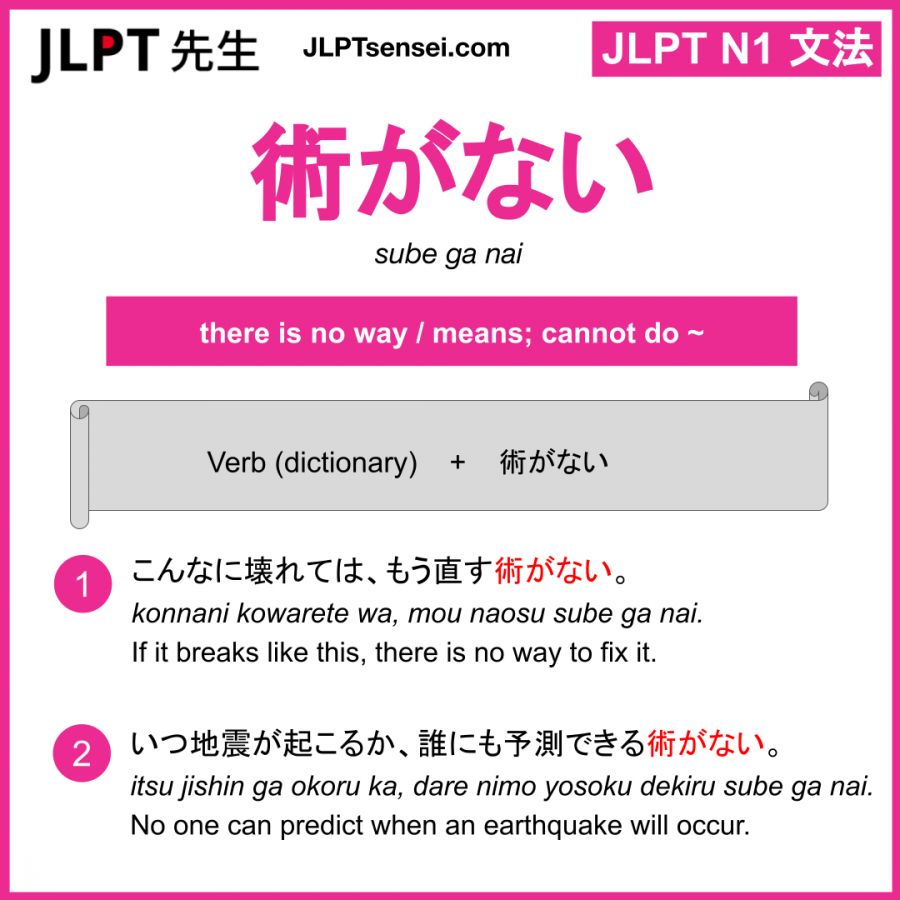 JLPT 先生
JLPTsensei.com
JLPT N1 文法
術がない
sube ga nai
there is no way / means; cannot do ~
Verb (dictionary) + 術がない
1
こんなに壊れては、もう直す術がない。
konnani kowarete wa, mou naosu sube ga nai.
If it breaks like this, there is no way to fix it.
2
いつ地震が起こるか、誰にも予測できる術がない。
itsu jishin ga okoru ka, dare nimo yosoku dekiru sube ga nai.
No one can predict when an earthquake will occur.